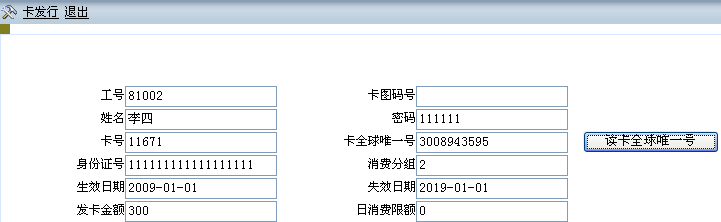 卡发行 退出
工号 81002 卡图码号
姓名 李四 密码 111111
卡号 11671 卡全球唯一号 3008943595 读卡全球唯一号
身份证号 111111111111111111 消费分组 2
生效日期 2009-01-01 失效日期 2019-01-01
发卡金额 300 日消费限额 0